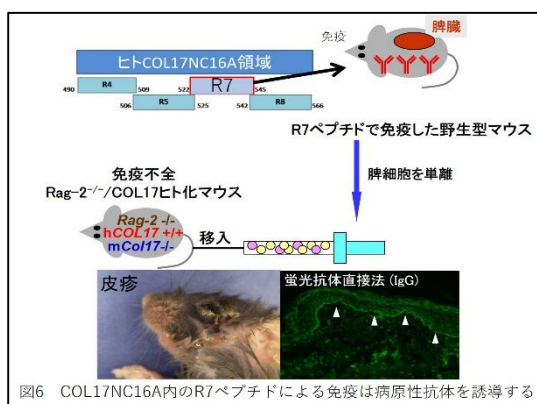 免疫
脾臓
ヒトCOL17NC16A領域
R4
R7
490
509
522
545
R5
R8
506
525
542
566
R7ペプチドで免疫した野生型マウス
免疫不全
Rag-2-/-/COL17ヒト化マウス
脾細胞を単離
Rag-2 -/-
hCOL17 +/+
mCol17-/-
移入
皮疹
蛍光抗体直接法 (IgG)
図6 COL17NC16A内のR7ペプチドによる免疫は病原性抗体を誘導する